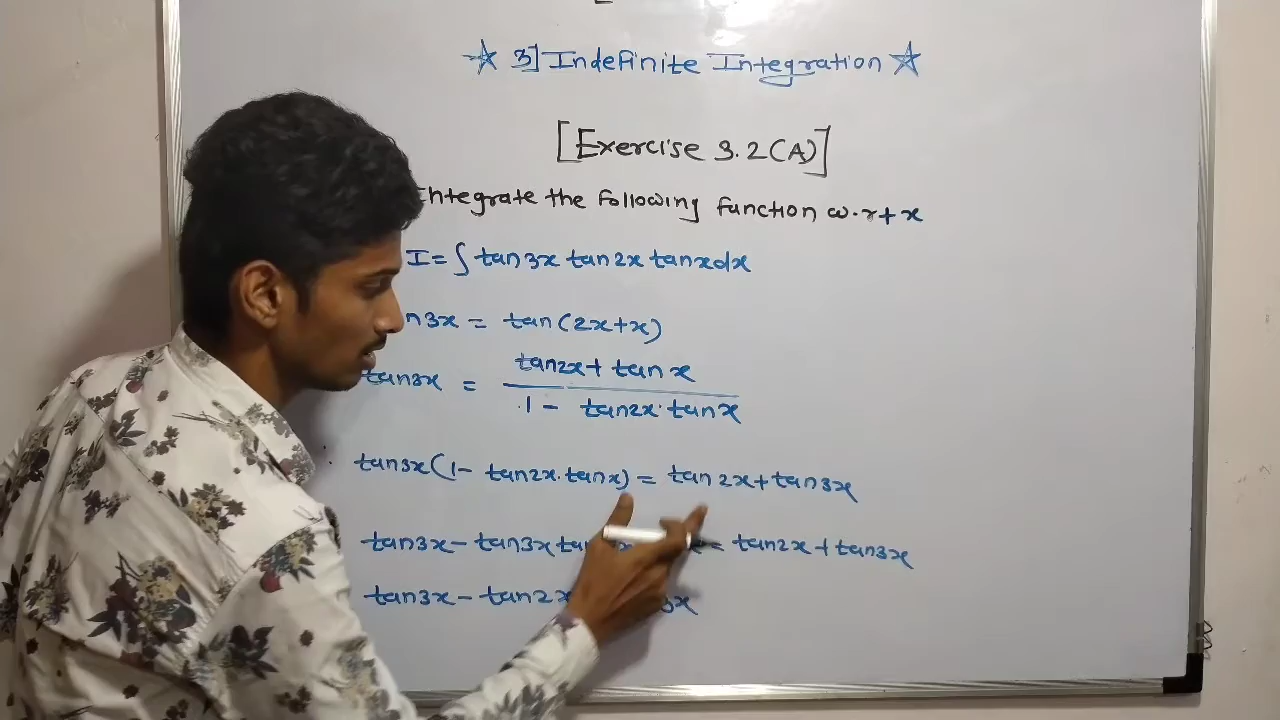 ☆ 3] Indefinite Integration ☆
[Exercise 3.2(A)]
Integrate the following function w.r+ x
I = ∫ tan3x tan2x tanx dx
n3x = tan(2x+x)
tan3x = tan2x + tanx / 1 - tan2x. tanx
tan3x(1- tan2x.tanx) = tan2x+tan3x
tan3x - tan3x = tan2x + tan3x
tan3x - tan2x 3x